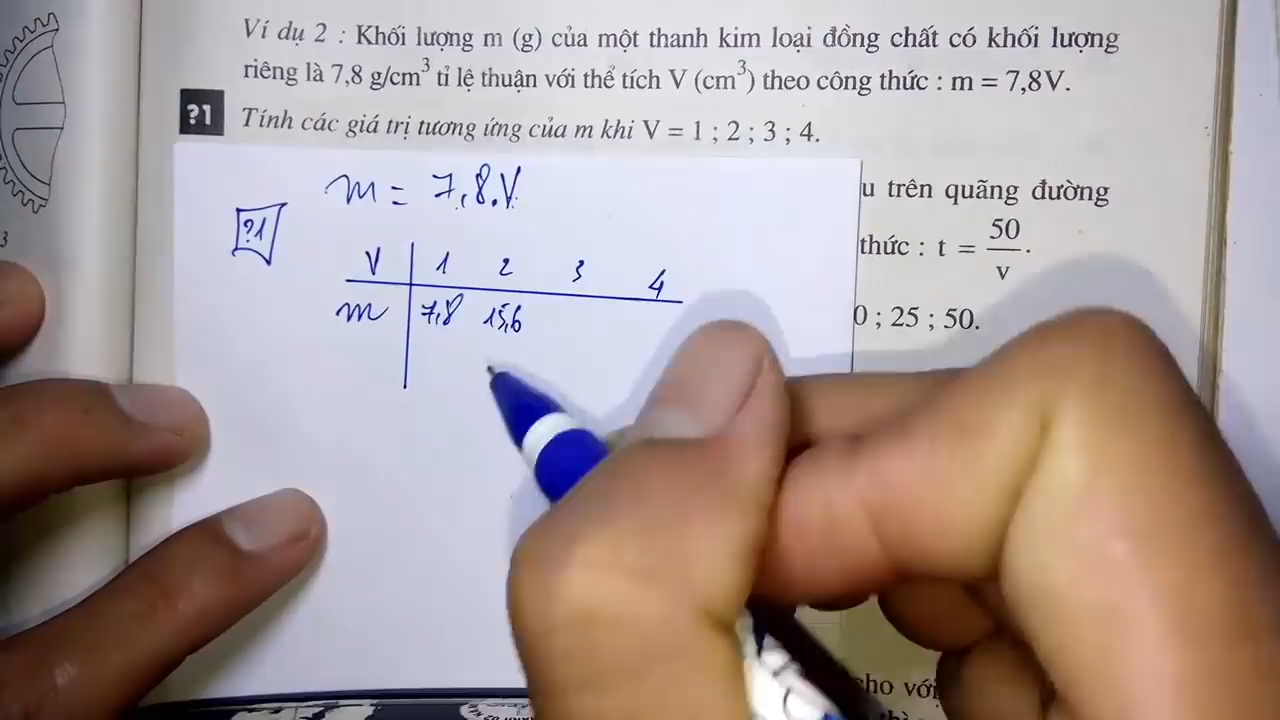 Ví dụ 2 : Khối lượng m (g) của một thanh kim loại đồng chất có khối lượng
riêng là 7,8 g/cm³ tỉ lệ thuận với thể tích V (cm³) theo công thức : m = 7,8V.
?1 Tính các giá trị tương ứng của m khi V = 1 ; 2 ; 3 ; 4.
m = 7,8.V
?1
V 1 2 3 4
m 7,8 15,6
u trên quãng đường
thức : t = 50/v .
0 ; 25 ; 50.
3
cho với
thì